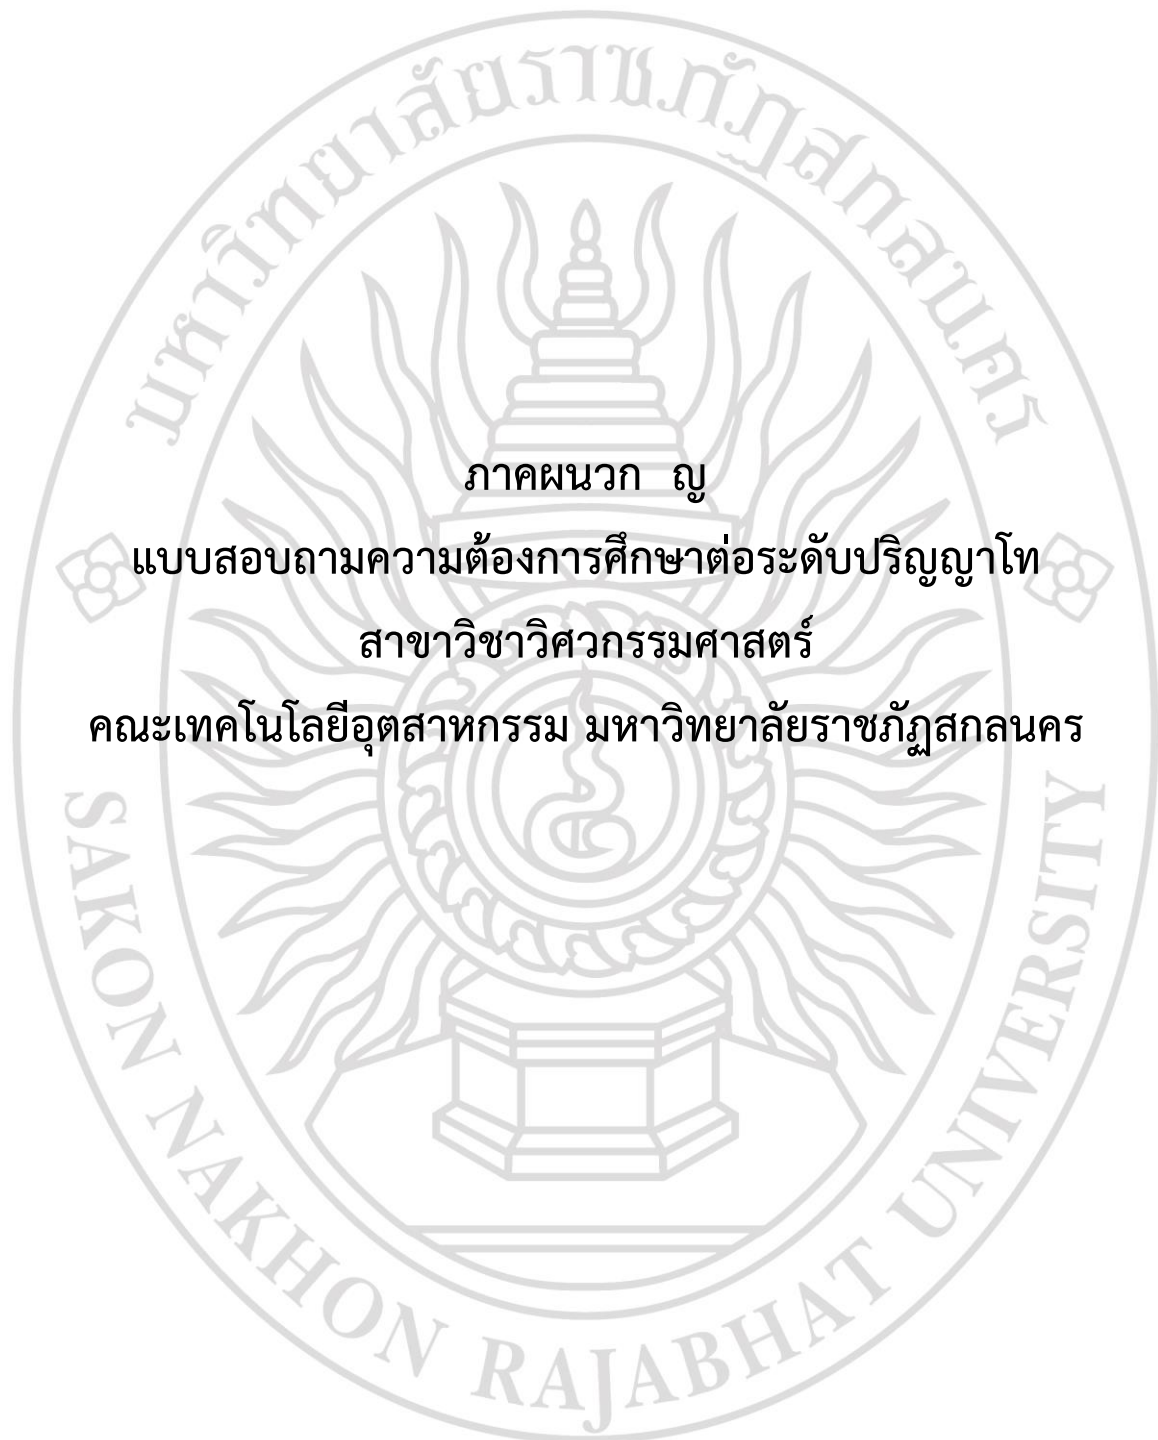 มหาวิทยาลัยราชภัฏสกลนคร
ภาคผนวก ญ
แบบสอบถามความต้องการศึกษาต่อระดับปริญญาโท
สาขาวิชาวิศวกรรมศาสตร์
คณะเทคโนโลยีอุตสาหกรรม มหาวิทยาลัยราชภัฏสกลนคร
SAKON NAKHON RAJABHAT UNIVERSITY